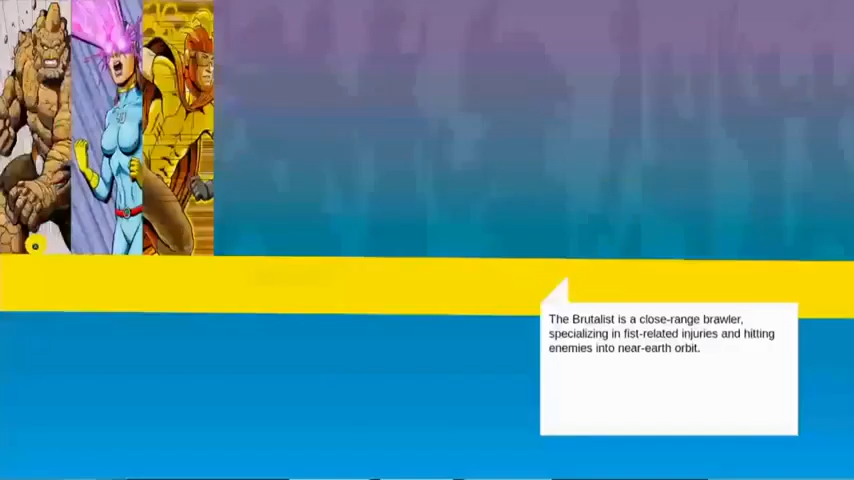 The Brutalist is a close-range brawler,
specializing in fist-related injuries and hitting
enemies into near-earth orbit.